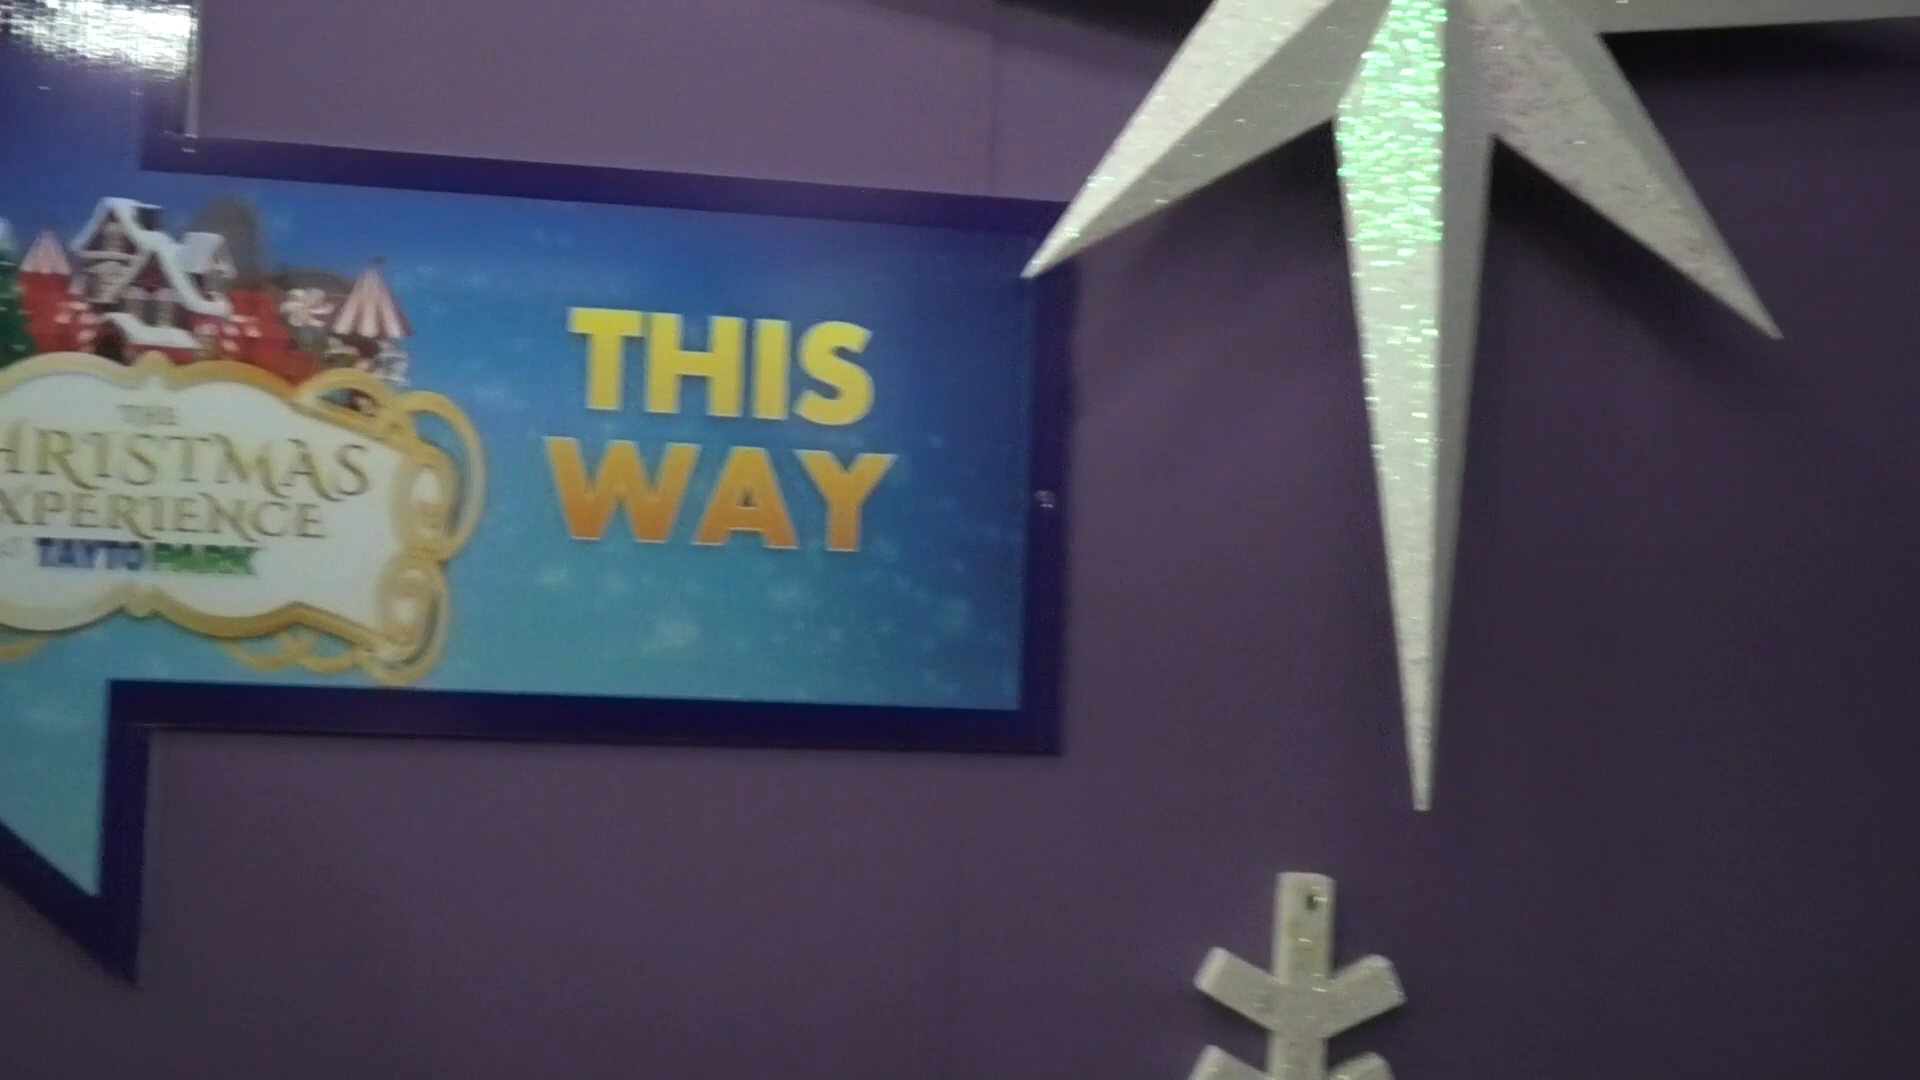 THE
HRISTMAS
XPERIENCE
AT TAYTO PARK
THIS
WAY